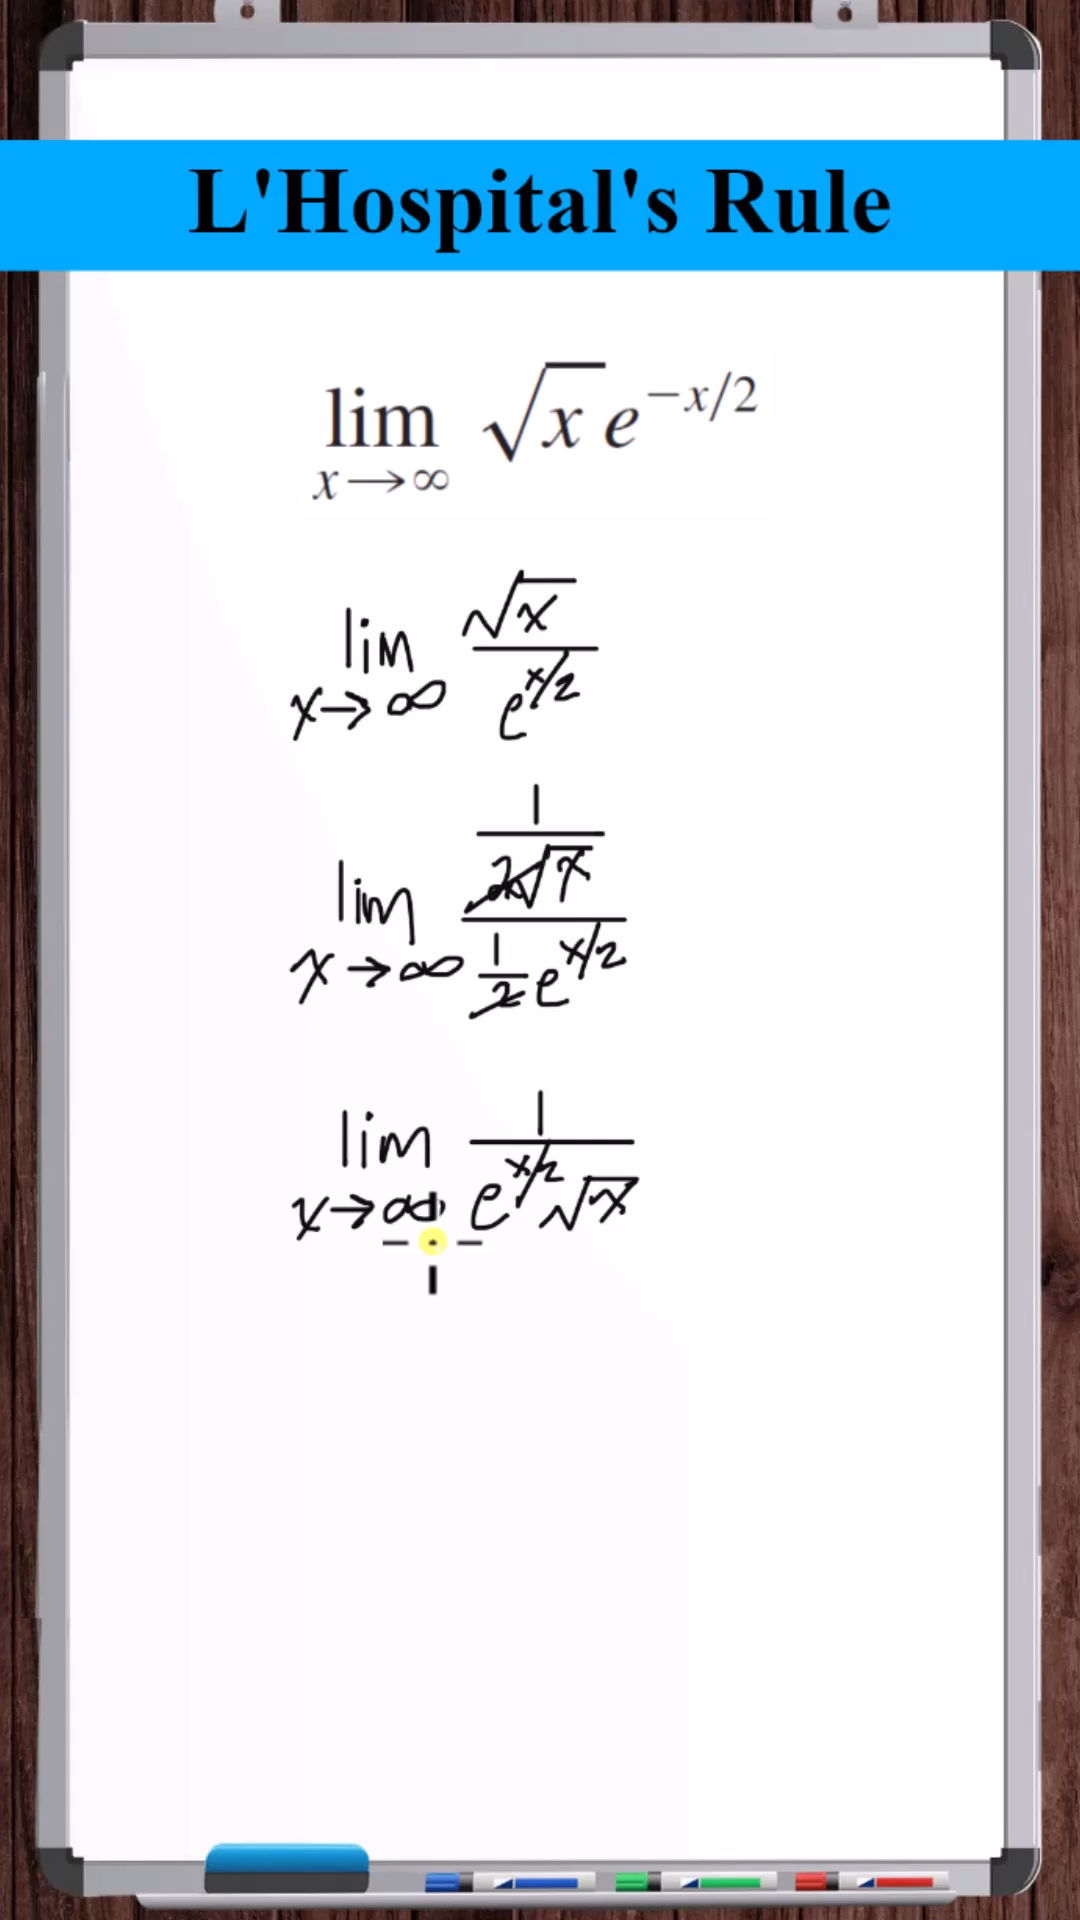 L'Hospital's Rule
lim x→∞ √x e^(-x/2)
lim x→∞ √x / e^(x/2)
lim x→∞ (1 / (2√x)) / ((1/2) e^(x/2))
lim x→∞ 1 / (e^(x/2) √x)